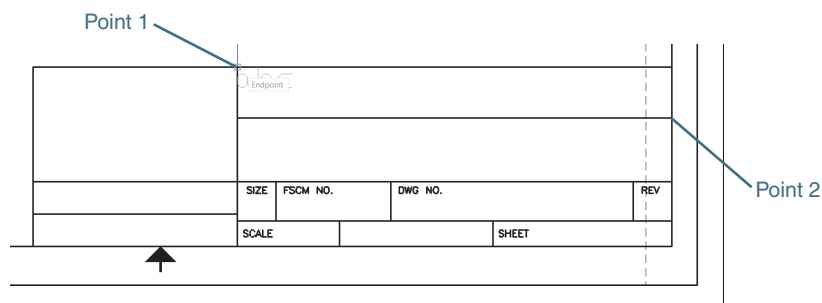 Point 1
Endpoint
Point 2
SIZE FSCM NO. DWG NO. REV
SCALE SHEET